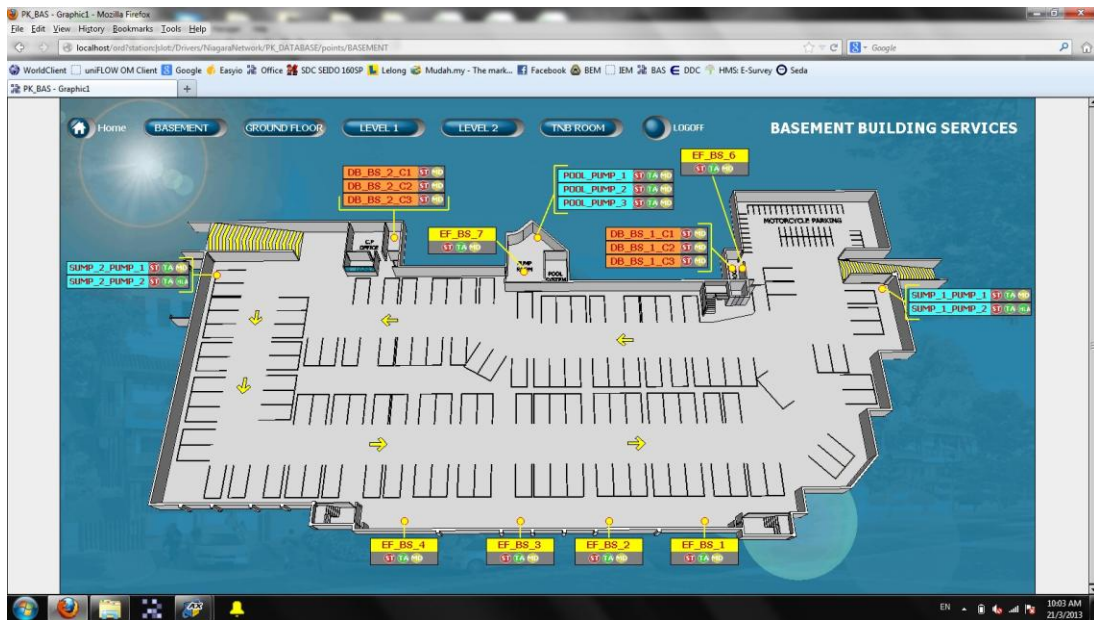 PK_BAS - Graphic1 - Mozilla Firefox
File Edit View History Bookmarks Tools Help
localhost/ord?station:|slot:/Drivers/NiagaraNetwork/PK_DATABASE/points/BASEMENT
Google
WorldClient uniFLOW OM Client Google Easyio Office SDC SEIDO 160SP Lelong Mudah.my - The mark... Facebook BEM IEM BAS DDC HMS: E-Survey Seda
PK_BAS - Graphic1
Home BASEMENT GROUND FLOOR LEVEL 1 LEVEL 2 TNB ROOM LOGOFF BASEMENT BUILDING SERVICES
EF_BS_6
ST TA MD
DB_BS_2_C1 ST MD
DB_BS_2_C2 ST MD
DB_BS_2_C3 ST MD
POOL_PUMP_1 ST TA MD
POOL_PUMP_2 ST TA MD
POOL_PUMP_3 ST TA MD
MOTORCYCLE PARKING
EF_BS_7
ST TA MD
DB_BS_1_C1 ST MD
DB_BS_1_C2 ST MD
DB_BS_1_C3 ST MD
C.P OFFICE
PUMP
POOL SYSTEM
SUMP_2_PUMP_1 ST TA MD
SUMP_2_PUMP_2 ST TA
SUMP_1_PUMP_1 ST TA MD
SUMP_1_PUMP_2 ST TA
EF_BS_4 EF_BS_3 EF_BS_2 EF_BS_1
ST TA MD ST TA MD ST TA MD ST TA MD
EN 10:03 AM
21/3/2013